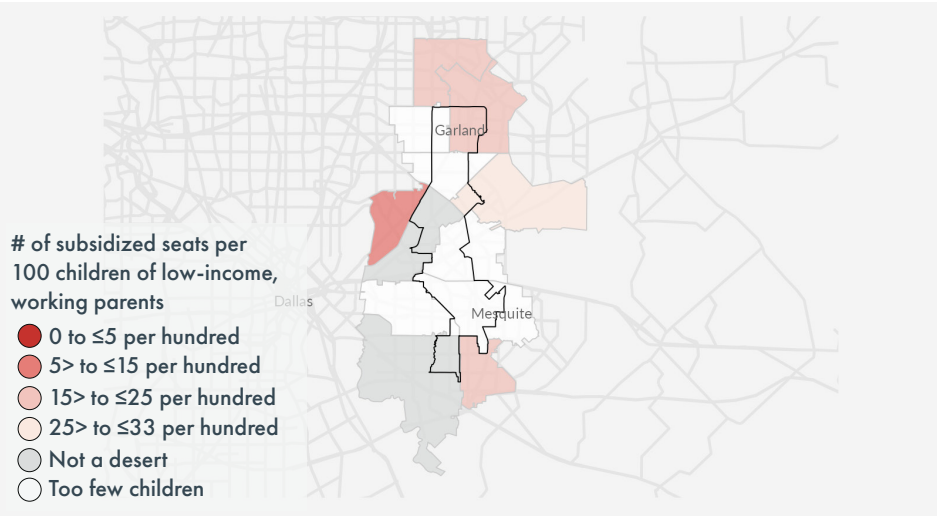 Garland
# of subsidized seats per
100 children of low-income,
working parents
Dallas
Mesquite
0 to ≤5 per hundred
5> to ≤15 per hundred
15> to ≤25 per hundred
25> to ≤33 per hundred
Not a desert
Too few children